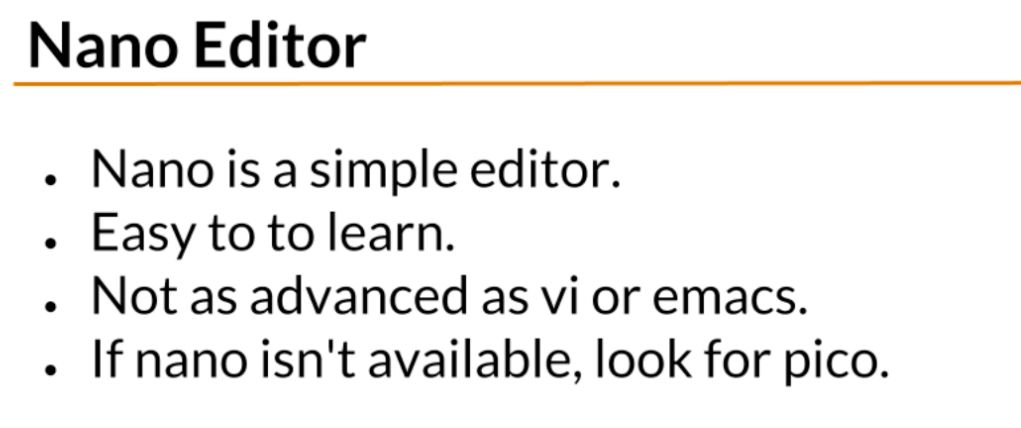 Nano Editor
• Nano is a simple editor.
• Easy to to learn.
• Not as advanced as vi or emacs.
• If nano isn't available, look for pico.